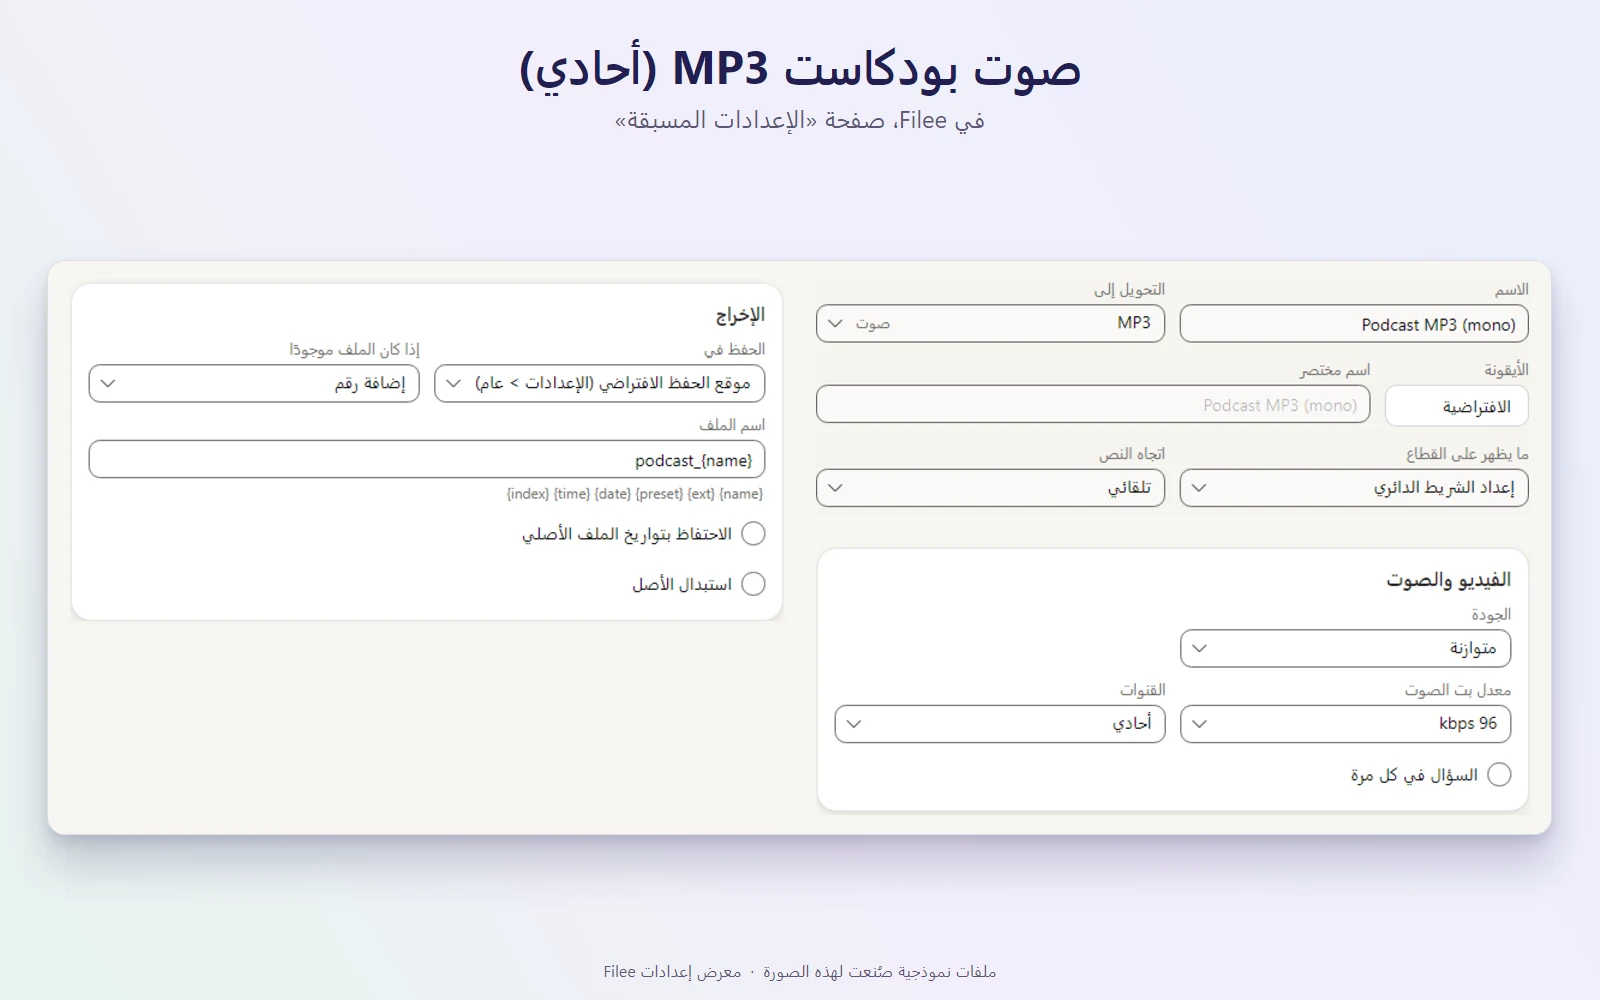 صوت بودكاست MP3 (أحادي)
في Filee، صفحة «الإعدادات المسبقة»
الاسم
Podcast MP3 (mono)
التحويل إلى
MP3
صوت
الأيقونة
الافتراضية
اسم مختصر
Podcast MP3 (mono)
ما يظهر على القطاع
إعداد الشريط الدائري
اتجاه النص
تلقائي
الفيديو والصوت
الجودة
متوازنة
معدل بت الصوت
96 kbps
القنوات
أحادي
السؤال في كل مرة
الإخراج
الحفظ في
موقع الحفظ الافتراضي (الإعدادات > عام)
إذا كان الملف موجودًا
إضافة رقم
اسم الملف
podcast_{name}
{name} {ext} {preset} {date} {time} {index}
الاحتفاظ بتواريخ الملف الأصلي
استبدال الأصل
ملفات نموذجية صُنعت لهذه الصورة · معرض إعدادات Filee